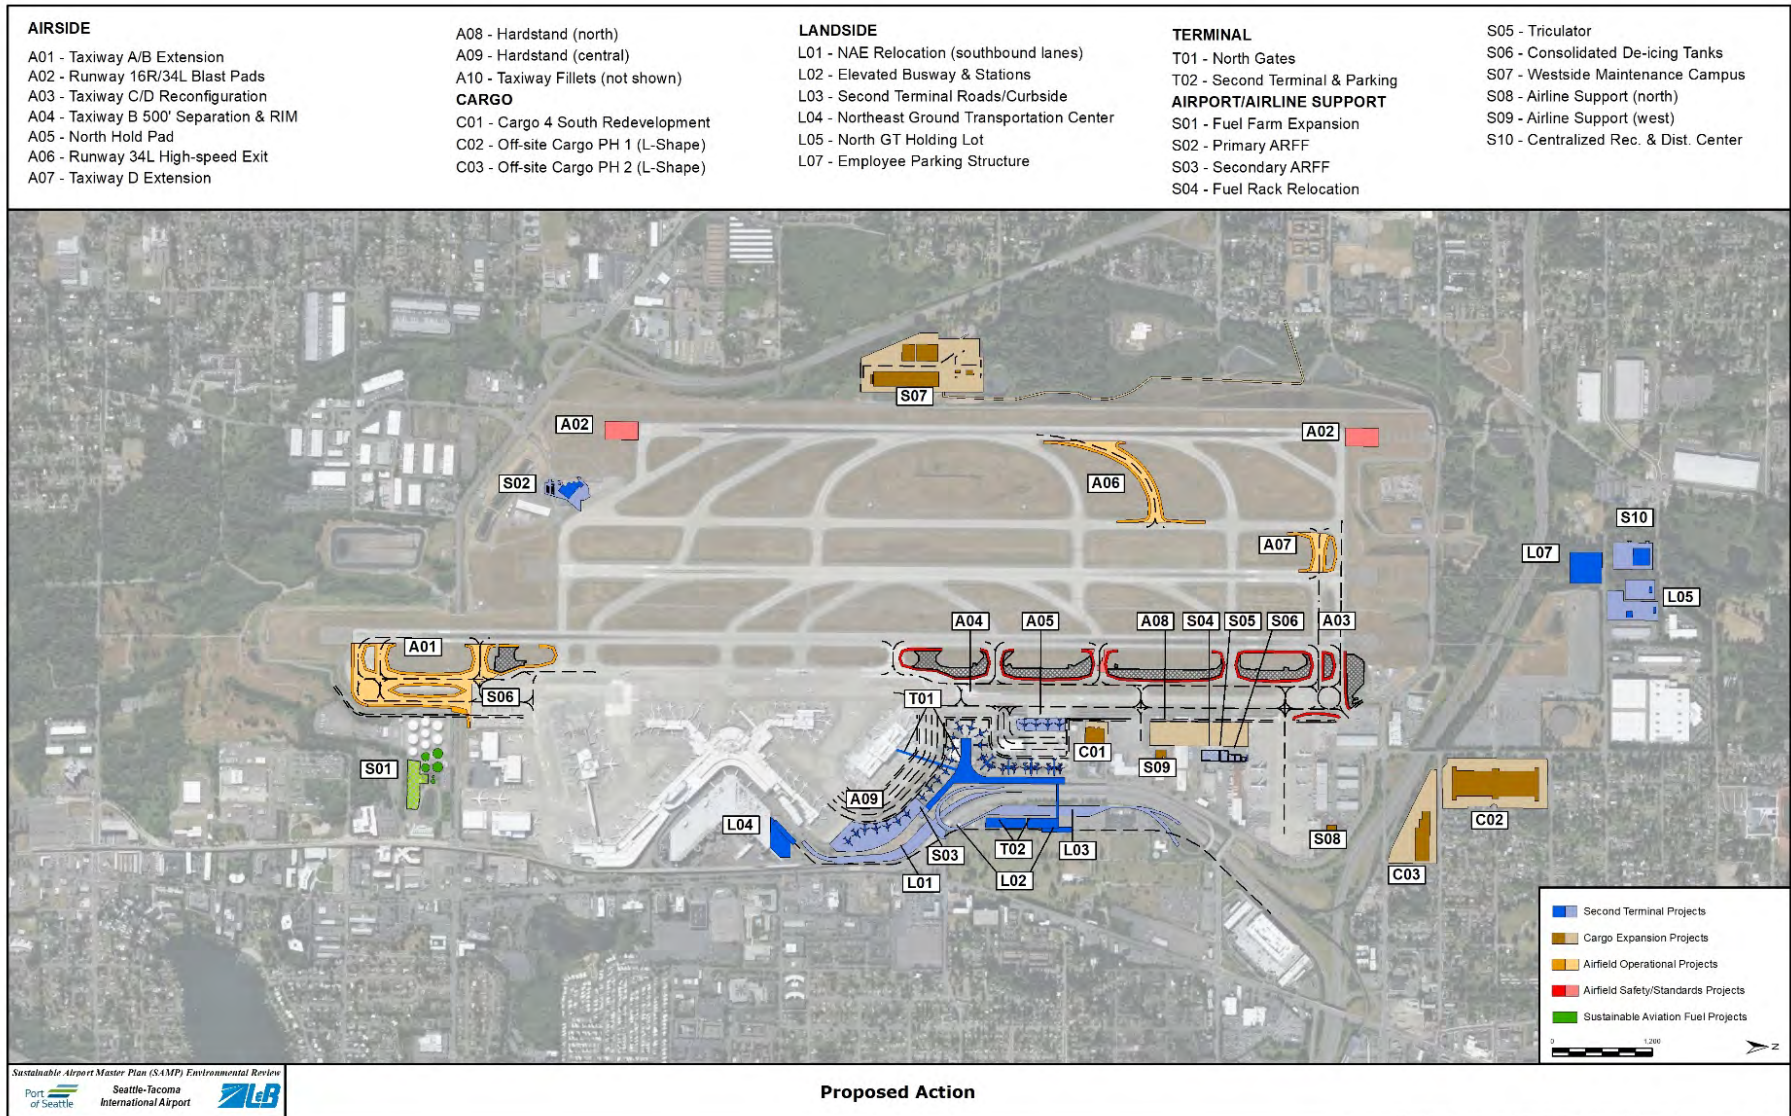 AIRSIDE
A01 - Taxiway A/B Extension
A02 - Runway 16R/34L Blast Pads
A03 - Taxiway C/D Reconfiguration
A04 - Taxiway B 500' Separation & RIM
A05 - North Hold Pad
A06 - Runway 34L High-speed Exit
A07 - Taxiway D Extension
A08 - Hardstand (north)
A09 - Hardstand (central)
A10 - Taxiway Fillets (not shown)
CARGO
C01 - Cargo 4 South Redevelopment
C02 - Off-site Cargo PH 1 (L-Shape)
C03 - Off-site Cargo PH 2 (L-Shape)
LANDSIDE
L01 - NAE Relocation (southbound lanes)
L02 - Elevated Busway & Stations
L03 - Second Terminal Roads/Curbside
L04 - Northeast Ground Transportation Center
L05 - North GT Holding Lot
L07 - Employee Parking Structure
TERMINAL
T01 - North Gates
T02 - Second Terminal & Parking
AIRPORT/AIRLINE SUPPORT
S01 - Fuel Farm Expansion
S02 - Primary ARFF
S03 - Secondary ARFF
S04 - Fuel Rack Relocation
S05 - Triculator
S06 - Consolidated De-icing Tanks
S07 - Westside Maintenance Campus
S08 - Airline Support (north)
S09 - Airline Support (west)
S10 - Centralized Rec. & Dist. Center
S07
A02
A02
S02
A06
S10
A07
L07
L05
A04
A05
A08
S04
S05
S06
A03
A01
S06
T01
C01
S09
S01
A09
C02
L04
S08
S03
T02
L03
C03
L01
L02
Second Terminal Projects
Cargo Expansion Projects
Airfield Operational Projects
Airfield Safety/Standards Projects
Sustainable Aviation Fuel Projects
0 1,200
N
Sustainable Airport Master Plan (SAMP) Environmental Review
Port of Seattle
Seattle-Tacoma
International Airport
L&B
Proposed Action